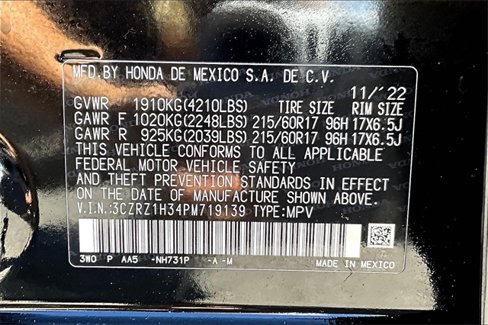 MFD.BY HONDA DE MEXICO S.A. DE C.V. 11/'22
GVWR 1910KG(4210LBS) TIRE SIZE RIM SIZE
GAWR F 1020KG(2248LBS) 215/60R17 96H 17X6.5J
GAWR R 925KG(2039LBS) 215/60R17 96H 17X6.5J
THIS VEHICLE CONFORMS TO ALL APPLICABLE
FEDERAL MOTOR VEHICLE SAFETY
AND THEFT PREVENTION STANDARDS IN EFFECT
ON THE DATE OF MANUFACTURE SHOWN ABOVE.
V.I.N.:3CZRZ1H34PM719139 TYPE:MPV
3W0 P AA5 -NH731P -A -M
MADE IN MEXICO